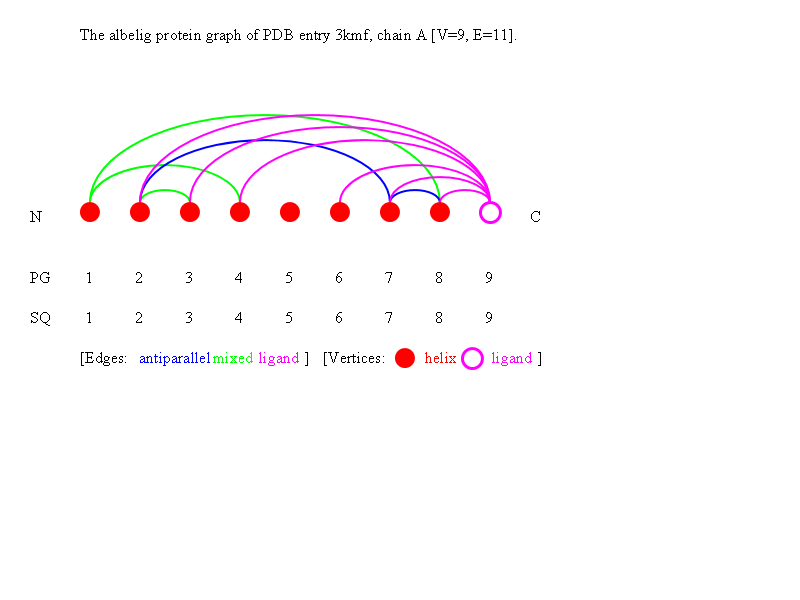 The albelig protein graph of PDB entry 3kmf, chain A [V=9, E=11].
N C
PG 1 2 3 4 5 6 7 8 9
SQ 1 2 3 4 5 6 7 8 9
[Edges: antiparallel mixed ligand ] [Vertices: helix ligand ]